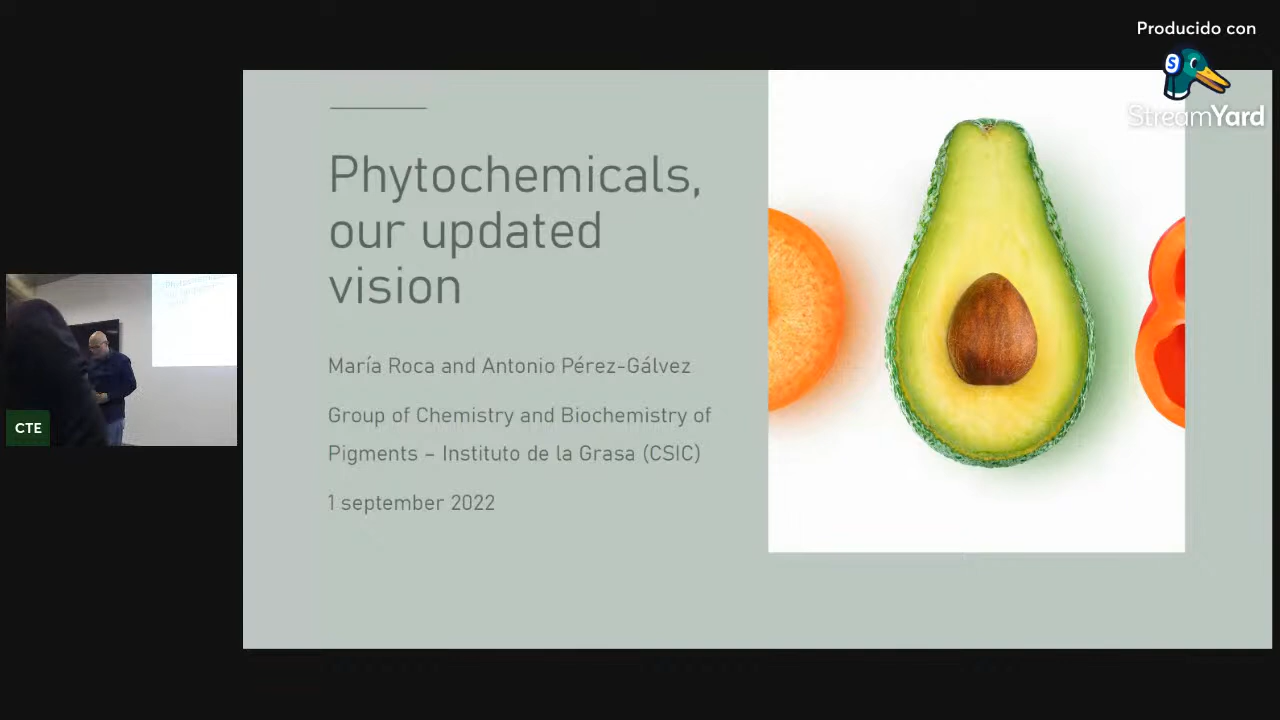 Producido con
StreamYard
Phytochemicals,
our updated
vision
María Roca and Antonio Pérez-Gálvez
Group of Chemistry and Biochemistry of
Pigments – Instituto de la Grasa (CSIC)
1 september 2022
CTE